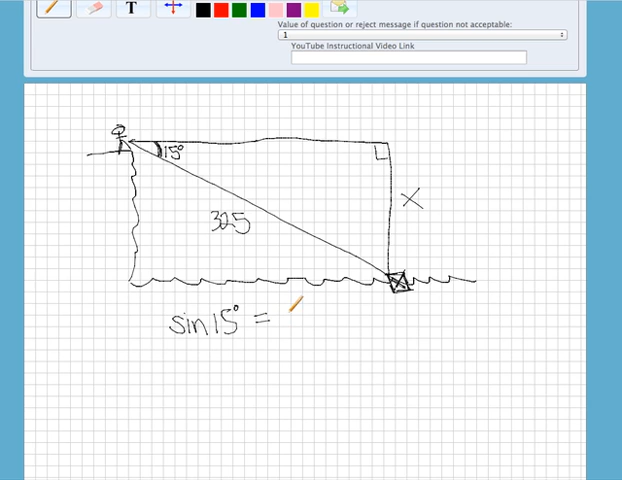 T
Value of question or reject message if question not acceptable:
1
YouTube Instructional Video Link
15°
X
325
sin 15° =